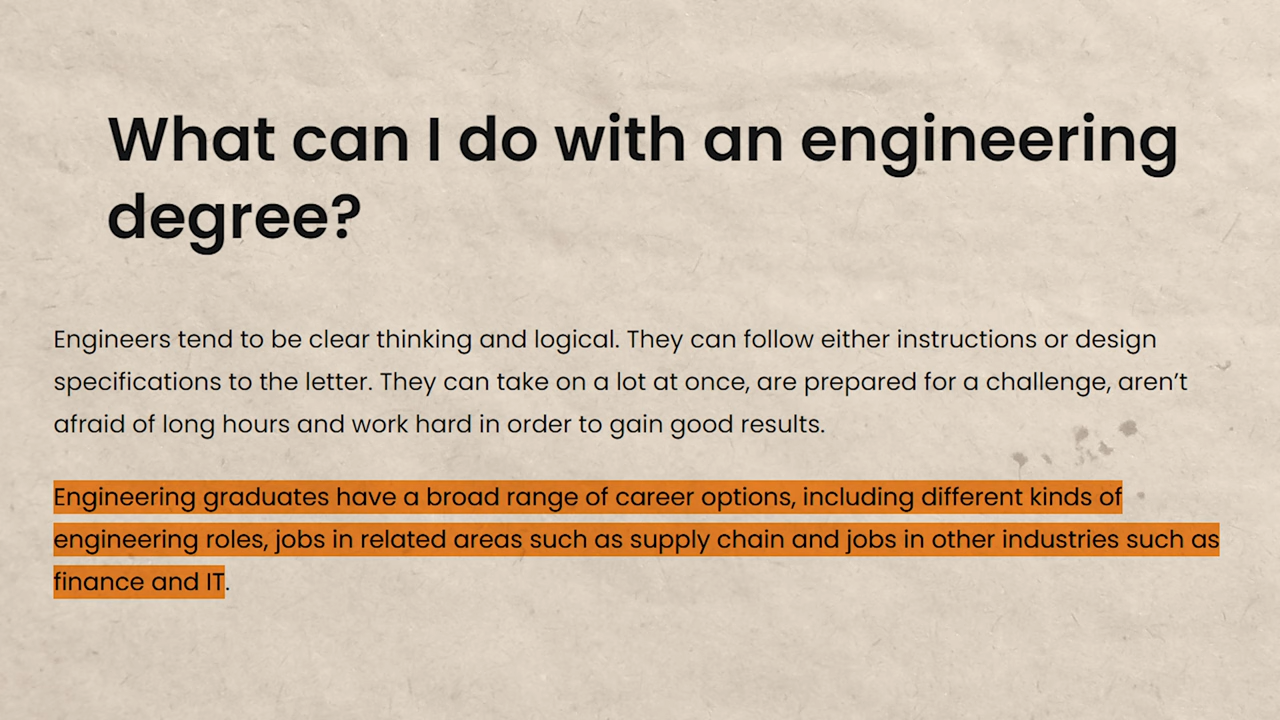 What can I do with an engineering
degree?
Engineers tend to be clear thinking and logical. They can follow either instructions or design
specifications to the letter. They can take on a lot at once, are prepared for a challenge, aren’t
afraid of long hours and work hard in order to gain good results.
Engineering graduates have a broad range of career options, including different kinds of
engineering roles, jobs in related areas such as supply chain and jobs in other industries such as
finance and IT.